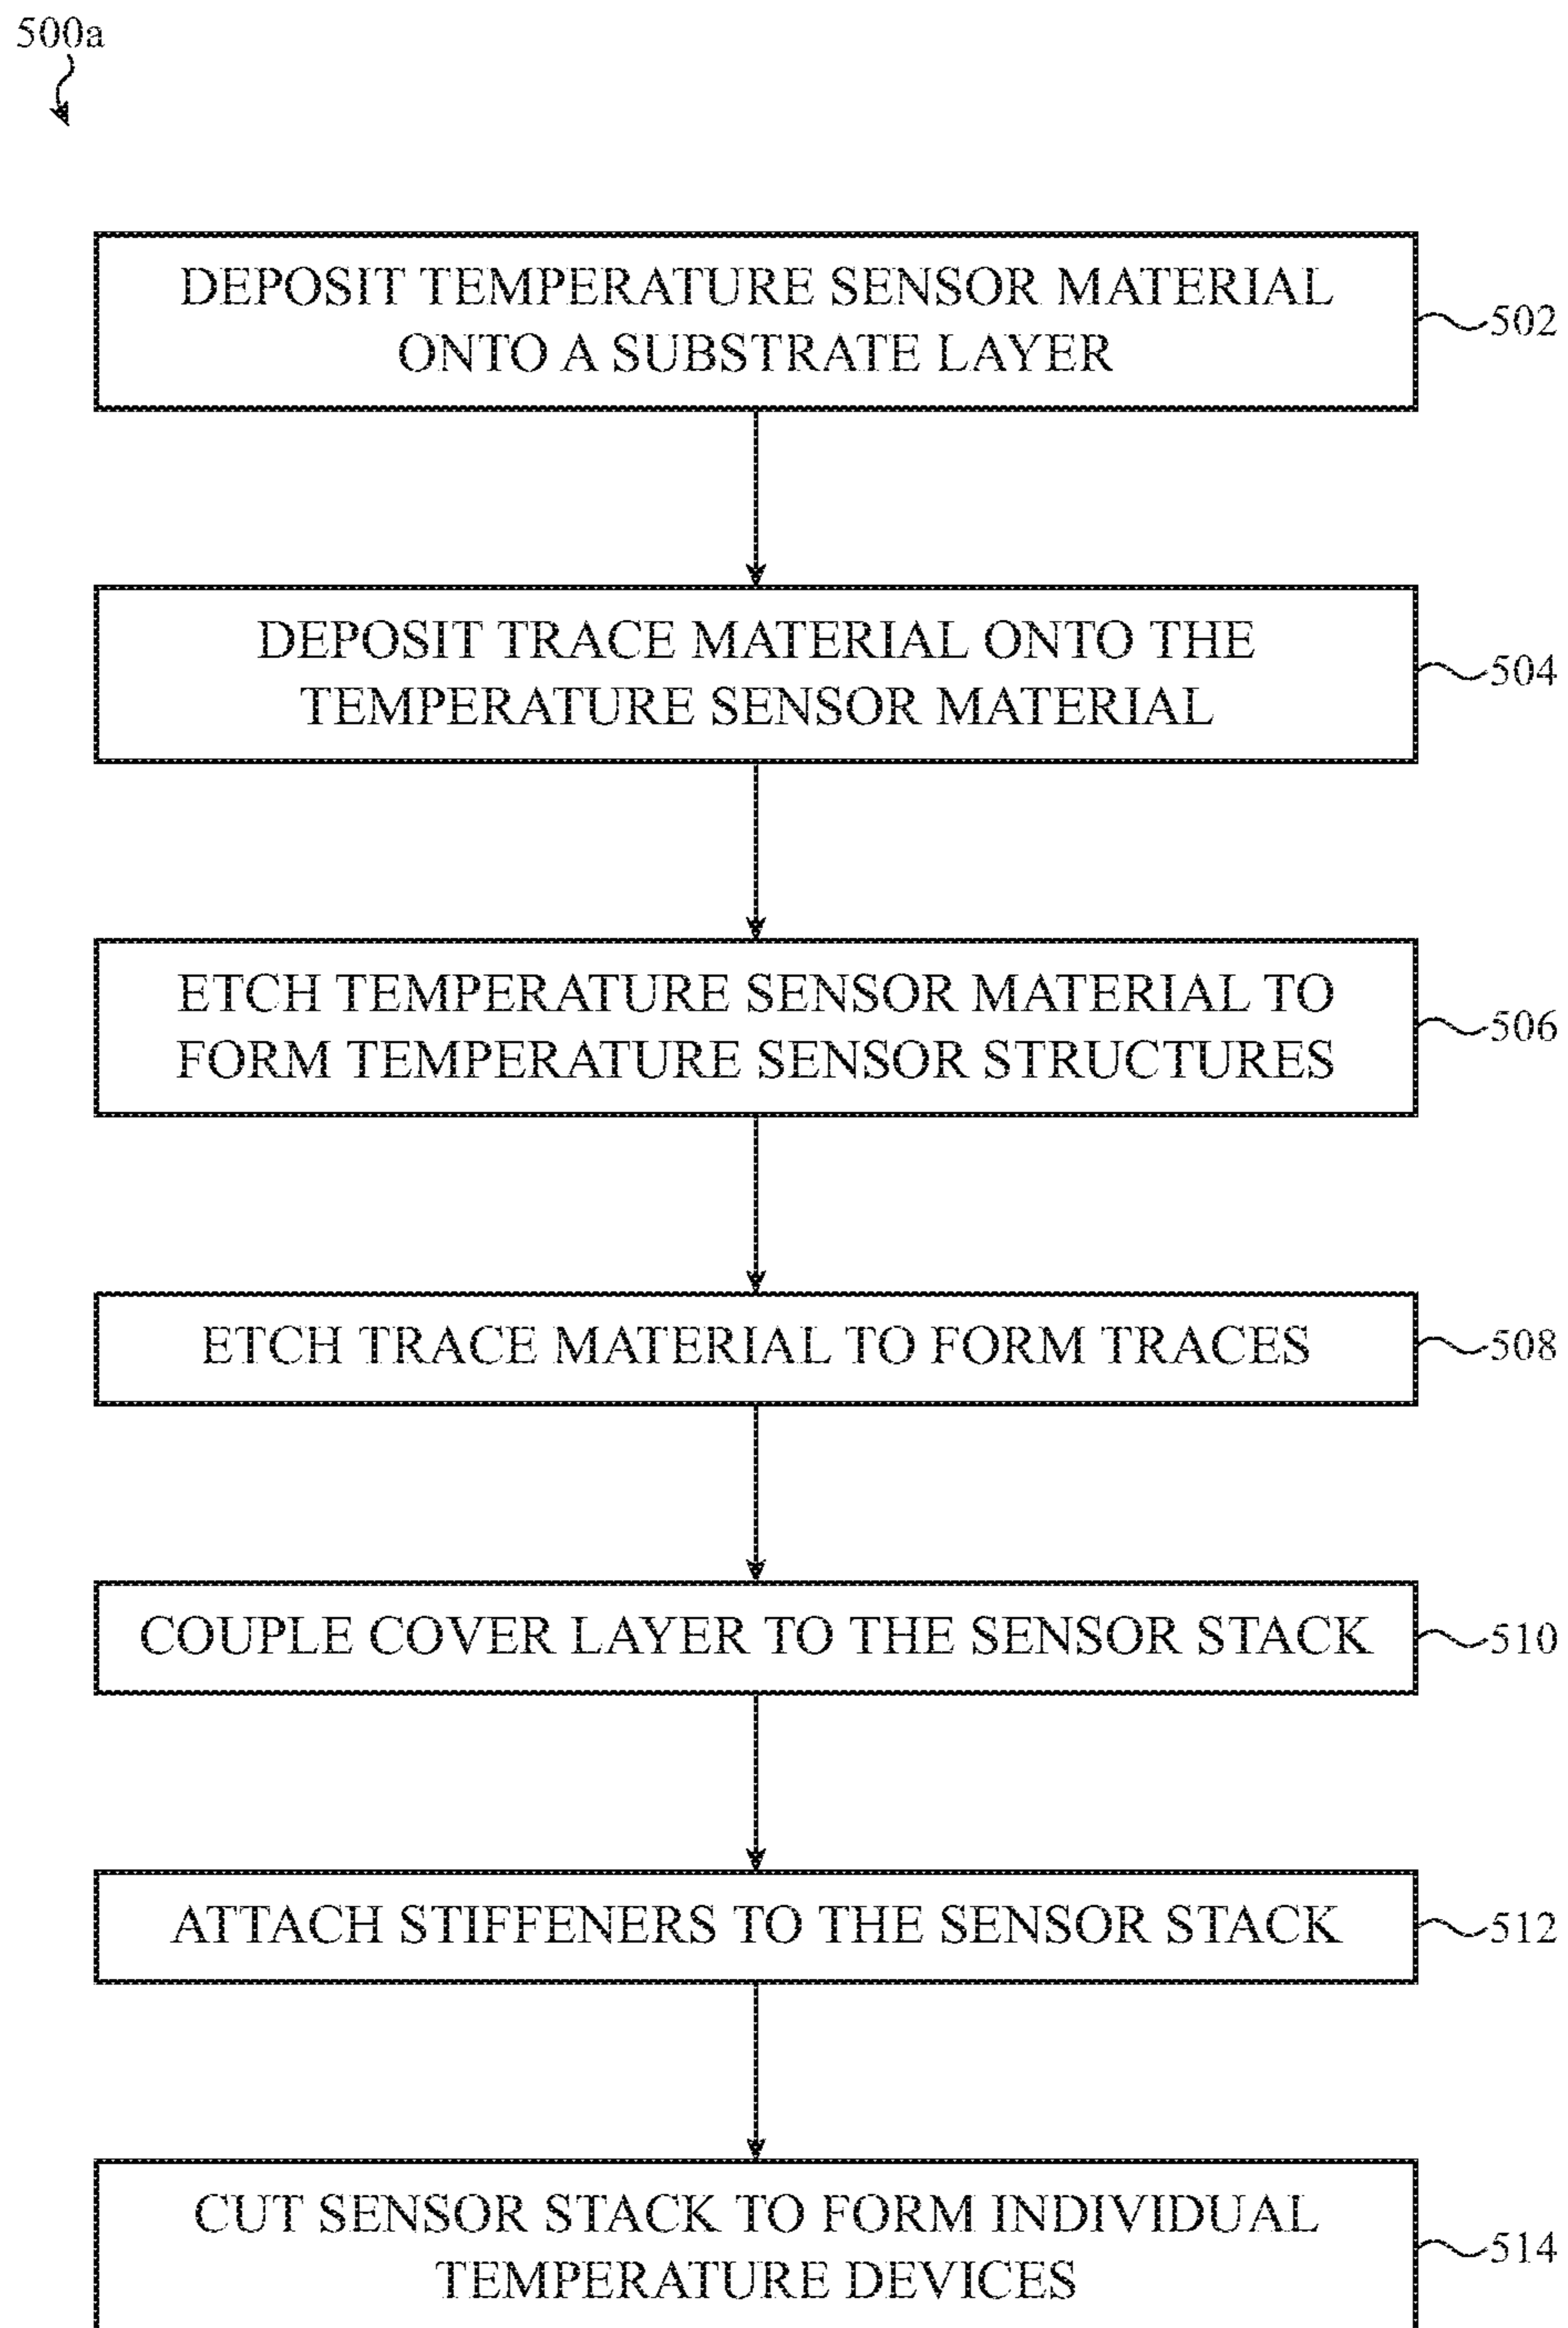 500a
DEPOSIT TEMPERATURE SENSOR MATERIAL
ONTO A SUBSTRATE LAYER
502
DEPOSIT TRACE MATERIAL ONTO THE
TEMPERATURE SENSOR MATERIAL
504
ETCH TEMPERATURE SENSOR MATERIAL TO
FORM TEMPERATURE SENSOR STRUCTURES
506
ETCH TRACE MATERIAL TO FORM TRACES
508
COUPLE COVER LAYER TO THE SENSOR STACK
510
ATTACH STIFFENERS TO THE SENSOR STACK
512
CUT SENSOR STACK TO FORM INDIVIDUAL
TEMPERATURE DEVICES
514